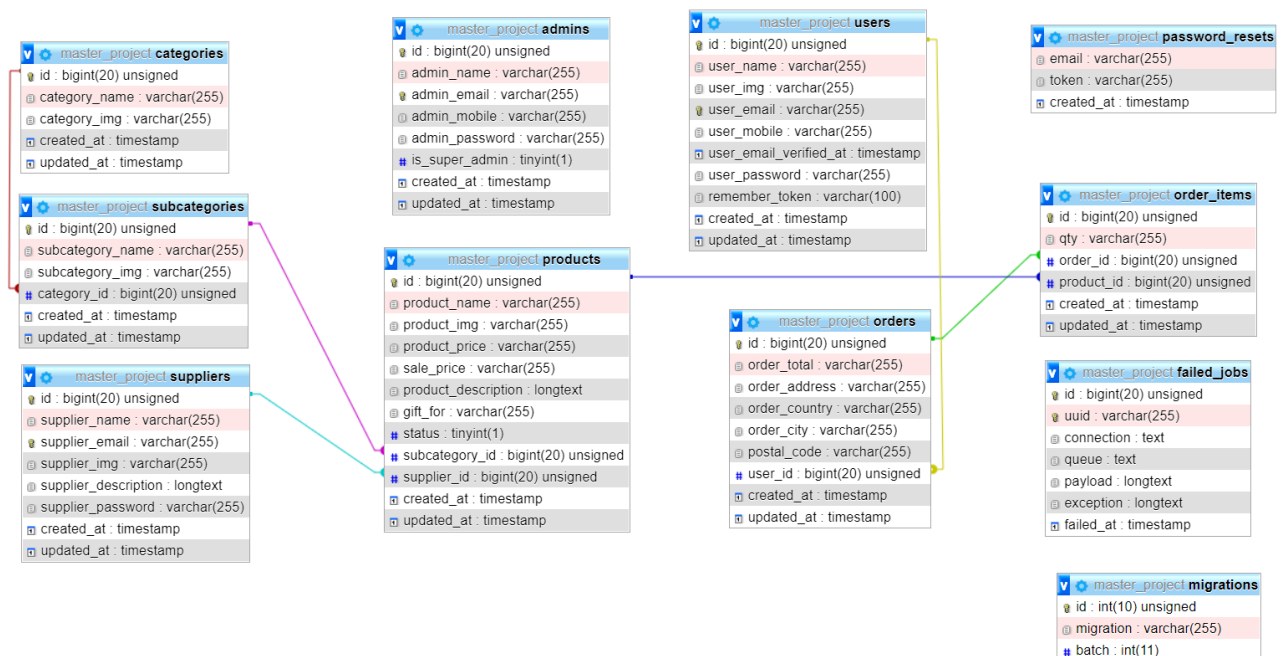 master_project categories
id : bigint(20) unsigned
category_name : varchar(255)
category_img : varchar(255)
created_at : timestamp
updated_at : timestamp
master_project subcategories
id : bigint(20) unsigned
subcategory_name : varchar(255)
subcategory_img : varchar(255)
category_id : bigint(20) unsigned
created_at : timestamp
updated_at : timestamp
master_project suppliers
id : bigint(20) unsigned
supplier_name : varchar(255)
supplier_email : varchar(255)
supplier_img : varchar(255)
supplier_description : longtext
supplier_password : varchar(255)
created_at : timestamp
updated_at : timestamp
master_project admins
id : bigint(20) unsigned
admin_name : varchar(255)
admin_email : varchar(255)
admin_mobile : varchar(255)
admin_password : varchar(255)
is_super_admin : tinyint(1)
created_at : timestamp
updated_at : timestamp
master_project products
id : bigint(20) unsigned
product_name : varchar(255)
product_img : varchar(255)
product_price : varchar(255)
sale_price : varchar(255)
product_description : longtext
gift_for : varchar(255)
status : tinyint(1)
subcategory_id : bigint(20) unsigned
supplier_id : bigint(20) unsigned
created_at : timestamp
updated_at : timestamp
master_project users
id : bigint(20) unsigned
user_name : varchar(255)
user_img : varchar(255)
user_email : varchar(255)
user_mobile : varchar(255)
user_email_verified_at : timestamp
user_password : varchar(255)
remember_token : varchar(100)
created_at : timestamp
updated_at : timestamp
master_project orders
id : bigint(20) unsigned
order_total : varchar(255)
order_address : varchar(255)
order_country : varchar(255)
order_city : varchar(255)
postal_code : varchar(255)
user_id : bigint(20) unsigned
created_at : timestamp
updated_at : timestamp
master_project password_resets
email : varchar(255)
token : varchar(255)
created_at : timestamp
master_project order_items
id : bigint(20) unsigned
qty : varchar(255)
order_id : bigint(20) unsigned
product_id : bigint(20) unsigned
created_at : timestamp
updated_at : timestamp
master_project failed_jobs
id : bigint(20) unsigned
uuid : varchar(255)
connection : text
queue : text
payload : longtext
exception : longtext
failed_at : timestamp
master_project migrations
id : int(10) unsigned
migration : varchar(255)
batch : int(11)